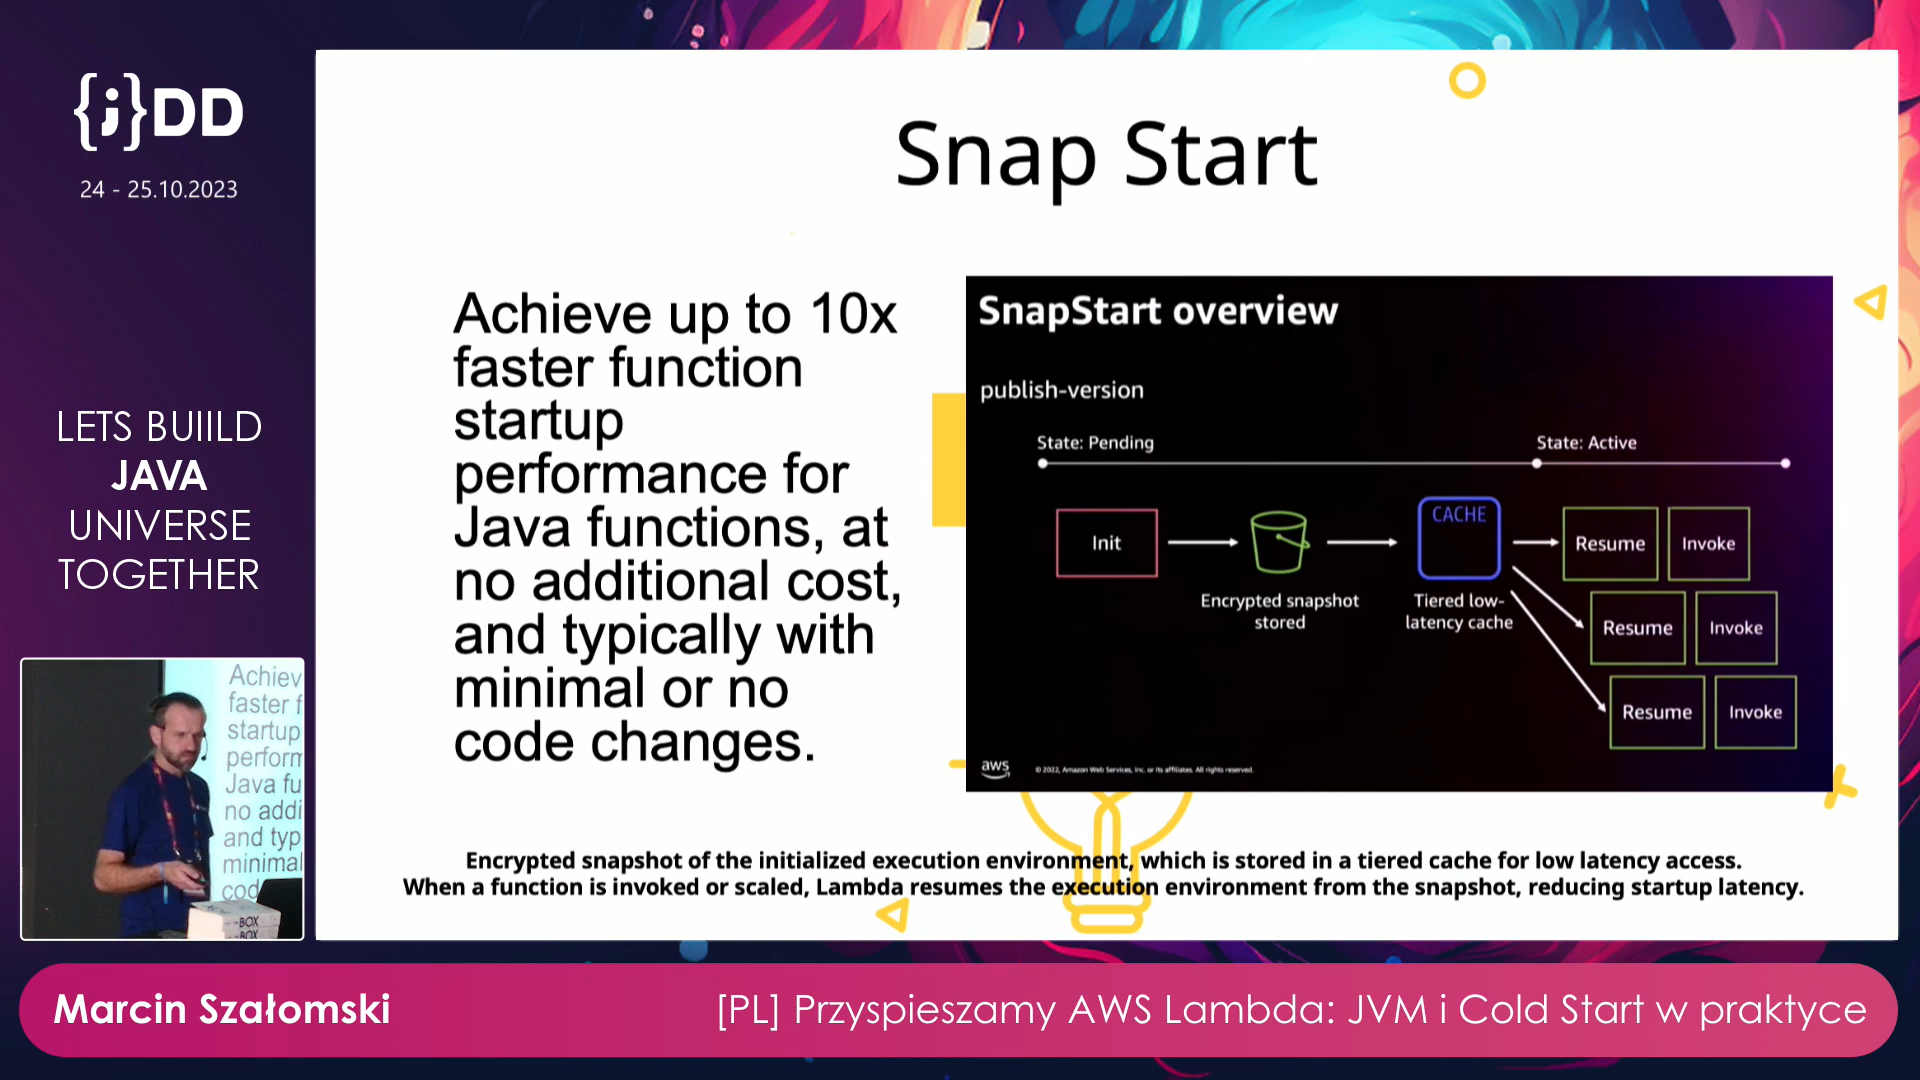 {j}DD
24 - 25.10.2023
LETS BUIILD
JAVA
UNIVERSE
TOGETHER
Snap Start
Achieve up to 10x
faster function
startup
performance for
Java functions, at
no additional cost,
and typically with
minimal or no
code changes.
SnapStart overview
publish-version
State: Pending
State: Active
Init
Encrypted snapshot
stored
CACHE
Tiered low-
latency cache
Resume
Invoke
Resume
Invoke
Resume
Invoke
aws
© 2022, Amazon Web Services, Inc. or its affiliates. All rights reserved.
Encrypted snapshot of the initialized execution environment, which is stored in a tiered cache for low latency access.
When a function is invoked or scaled, Lambda resumes the execution environment from the snapshot, reducing startup latency.
Achiev
faster f
startup
perforn
Java fu
no addi
and typ
minimal
cod
BOX
BOX
Marcin Szałomski
[PL] Przyspieszamy AWS Lambda: JVM i Cold Start w praktyce